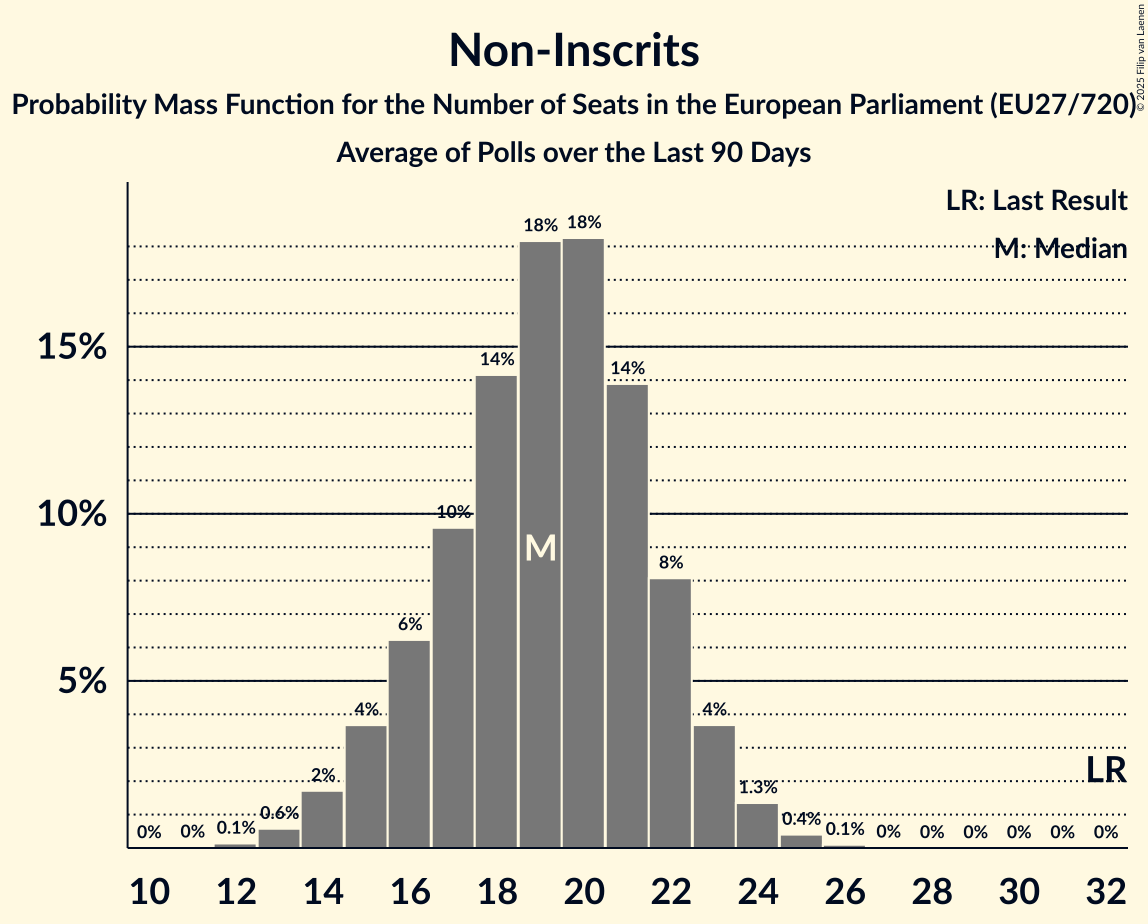 Non-Inscrits
Probability Mass Function for the Number of Seats in the European Parliament (EU27/720)
Average of Polls over the Last 90 Days
© 2025 Filip van Laenen
LR: Last Result
M: Median
18% 18%
15%
14% 14%
10%
10%
M
8%
6%
5%
4% 4%
LR
2% 1.3%
0% 0% 0.1% 0.6% 0.4% 0.1% 0% 0% 0% 0% 0% 0%
10 12 14 16 18 20 22 24 26 28 30 32